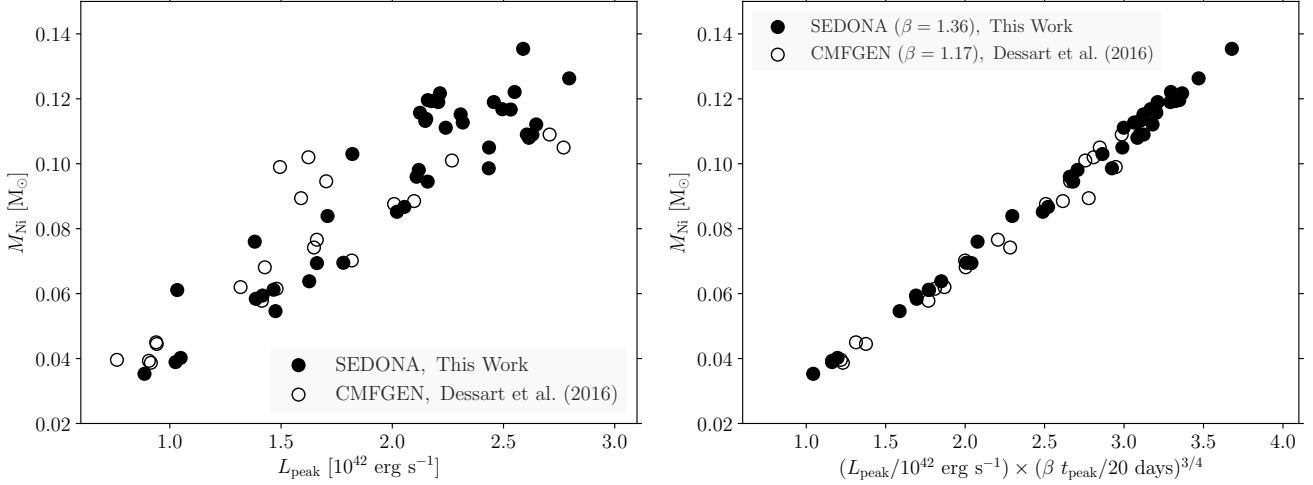 0.14
0.12
0.10
0.08
0.06
0.04
0.02
M_Ni [M_⊙]
1.0 1.5 2.0 2.5 3.0
L_peak [10^42 erg s^−1]
SEDONA, This Work
CMFGEN, Dessart et al. (2016)
SEDONA (β = 1.36), This Work
CMFGEN (β = 1.17), Dessart et al. (2016)
0.14
0.12
0.10
0.08
0.06
0.04
0.02
M_Ni [M_⊙]
1.0 1.5 2.0 2.5 3.0 3.5 4.0
(L_peak/10^42 erg s^−1) × (β t_peak/20 days)^3/4